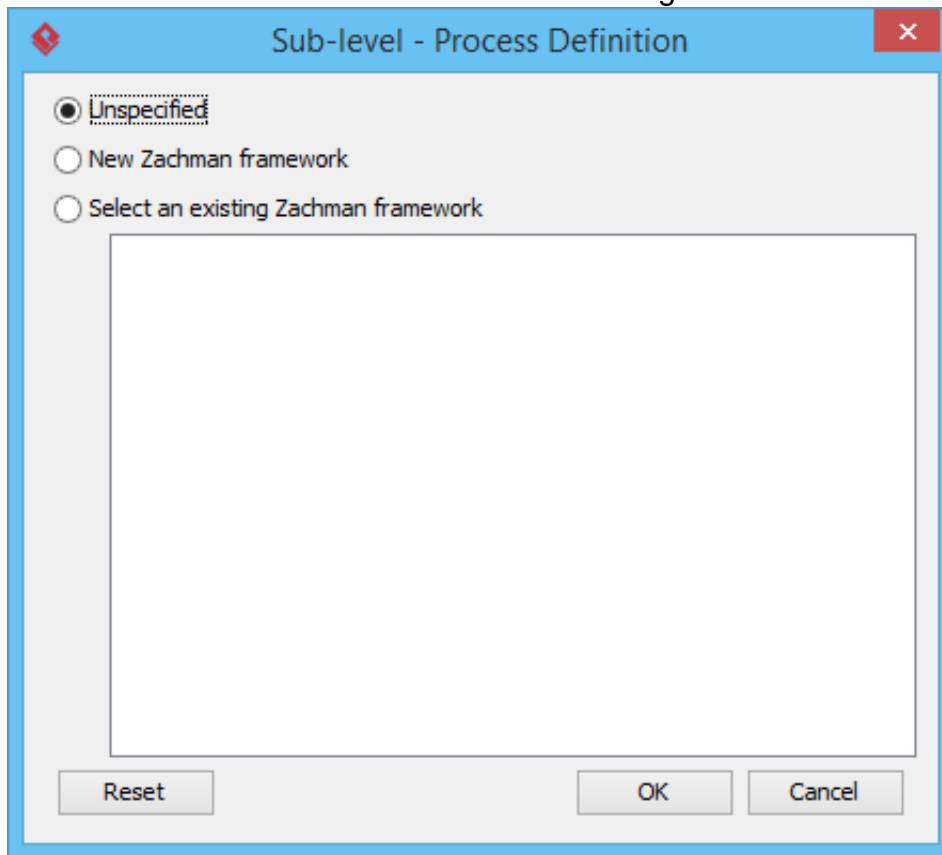 Sub-level - Process Definition
Unspecified
New Zachman framework
Select an existing Zachman framework
Reset OK Cancel